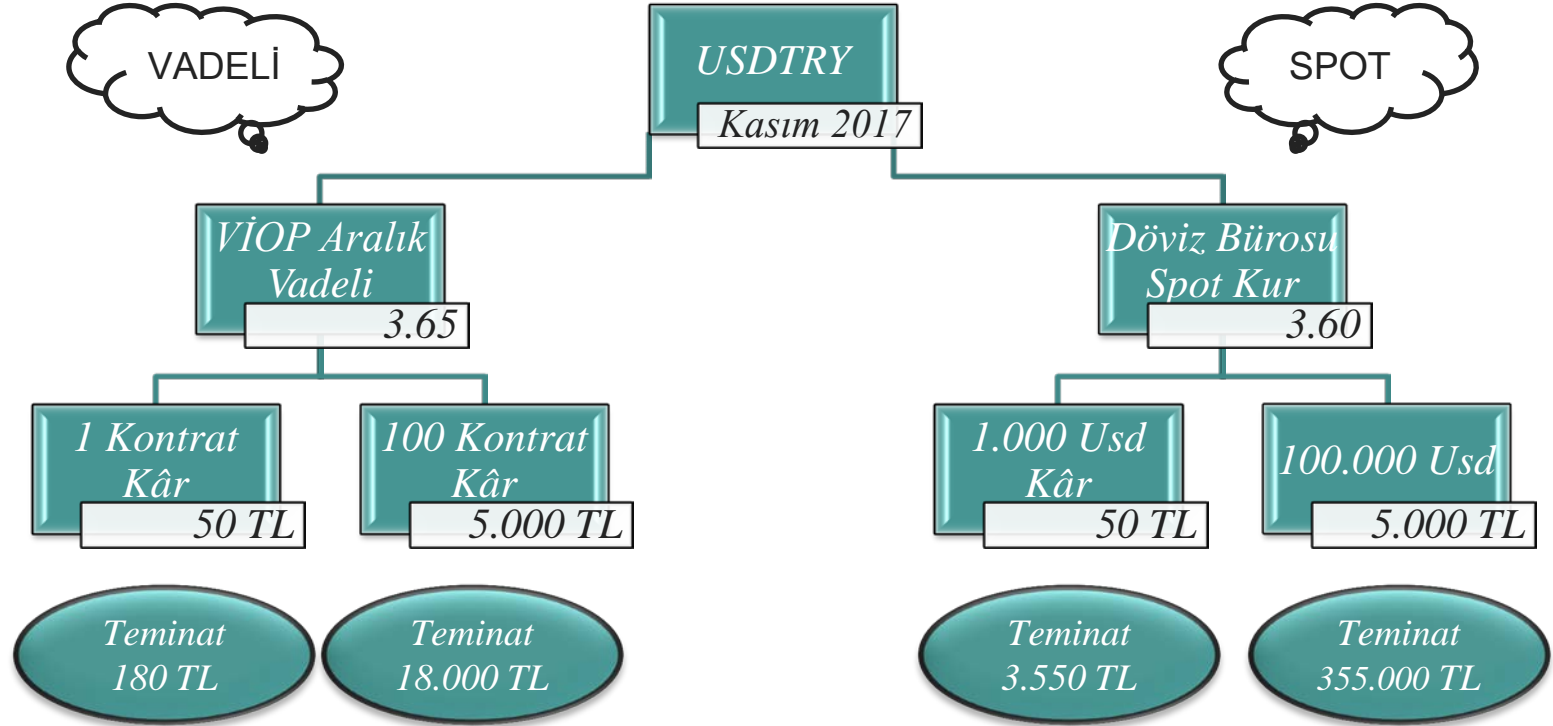 VADELİ
USDTRY
Kasım 2017
SPOT
VİOP Aralık
Vadeli
3.65
Döviz Bürosu
Spot Kur
3.60
1 Kontrat
Kâr
50 TL
100 Kontrat
Kâr
5.000 TL
1.000 Usd
Kâr
50 TL
100.000 Usd
5.000 TL
Teminat
180 TL
Teminat
18.000 TL
Teminat
3.550 TL
Teminat
355.000 TL